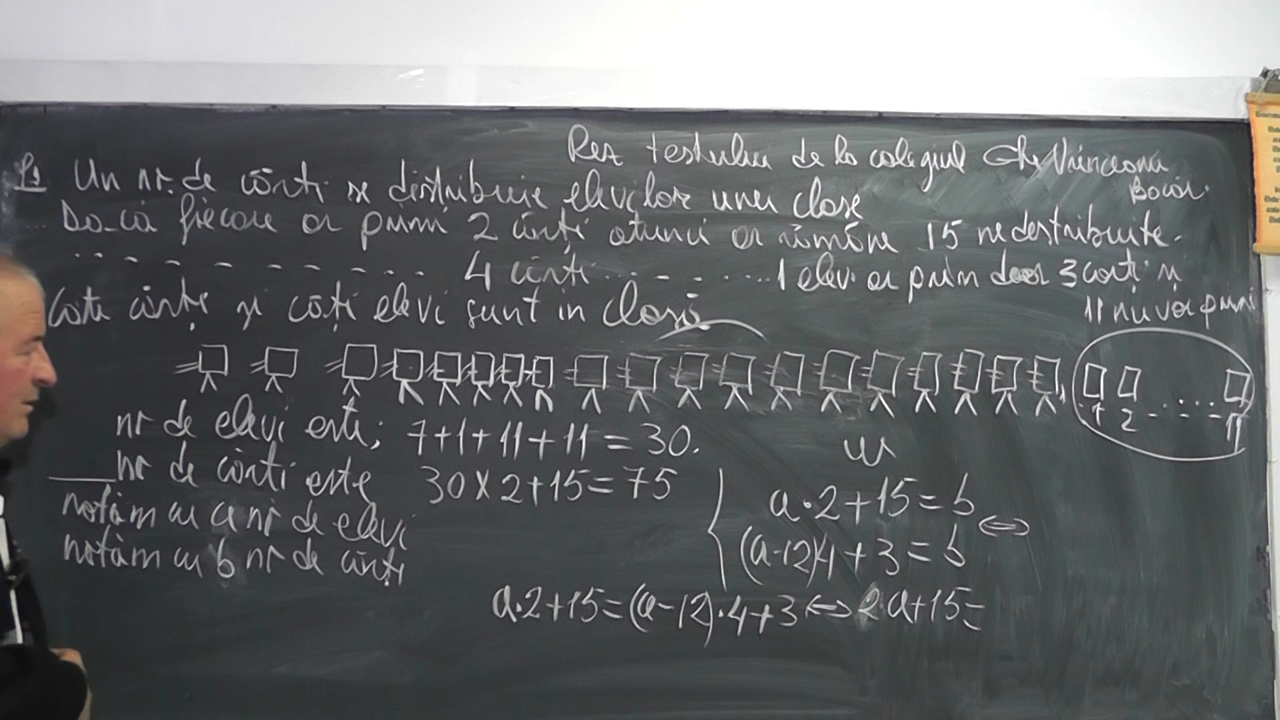 Rez testului de la colegiul Gh Vrânceanu
Bacău
P1 Un nr. de cărți se distribuie elevilor unei clase
Dacă fiecare ar primi 2 cărți atunci ar rămâne 15 nedistribuite.
4 cărți 1 elev ar primi doar 3 cărți și
11 nu vor primi
Câte cărți și câți elevi sunt în clasă.
1 2 11
nr de elevi este; 7+1+11+11=30.
nr de cărți este 30×2+15=75
notăm cu a nr de elevi
notăm cu b nr de cărți
a·2+15=b
(a-12)4+3=b ⇔
a·2+15=(a-12)·4+3⇔2a+15=